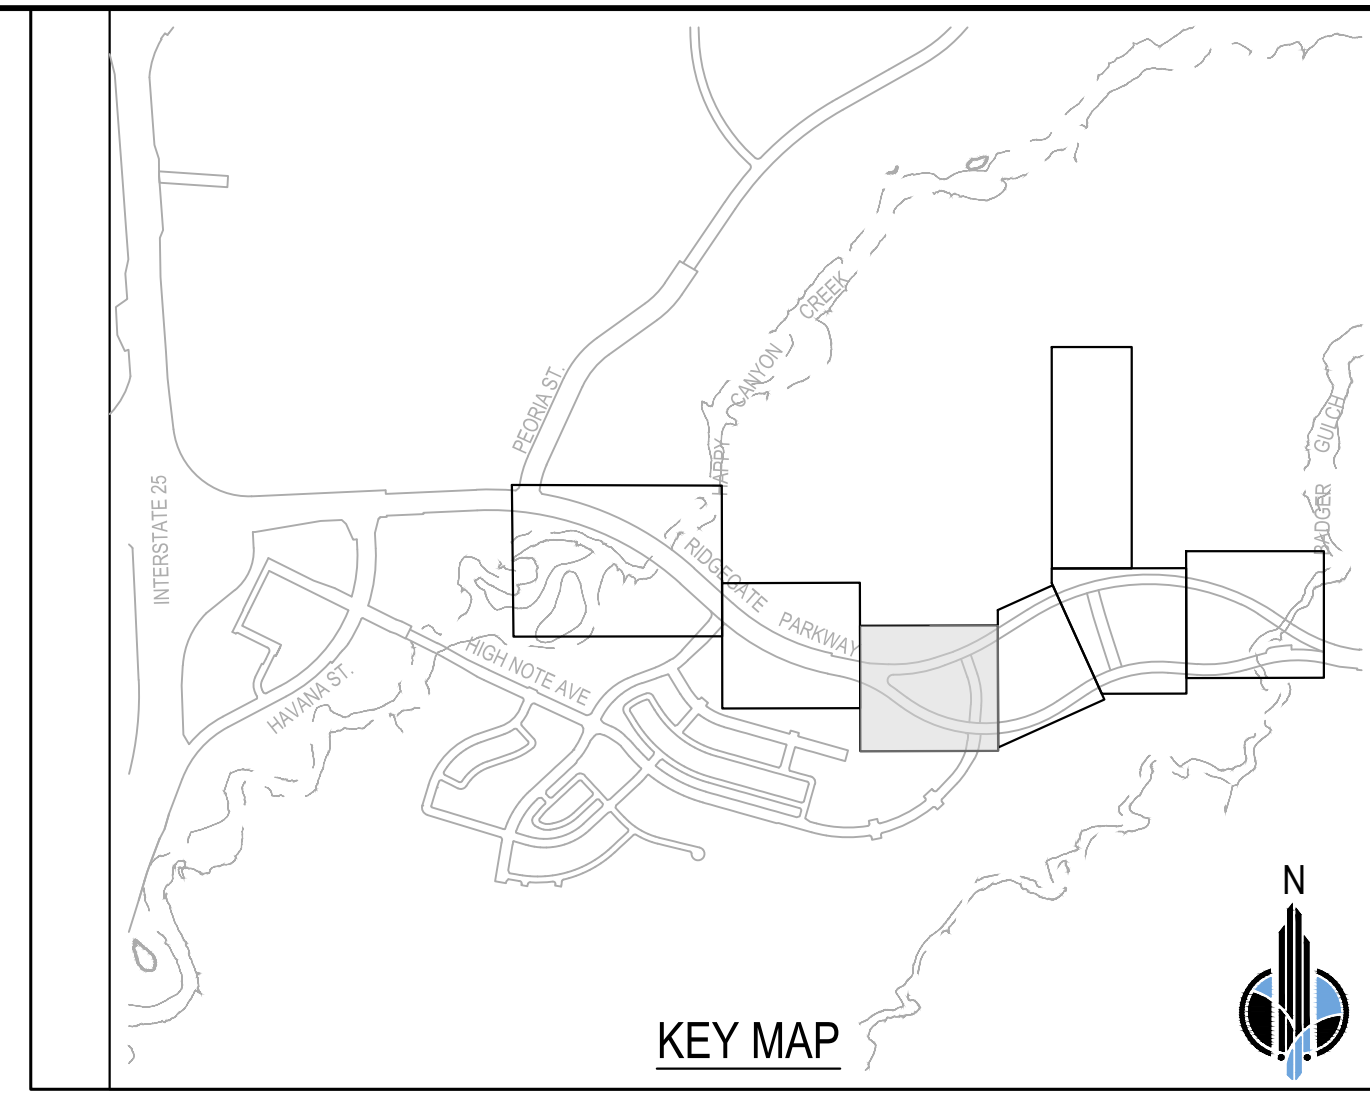 CREEK
CANYON
HAPPY
PEORIA ST.
GULCH
BADGER
INTERSTATE 25
RIDGEGATE PARKWAY
HIGH NOTE AVE
HAVANA ST.
N
KEY MAP